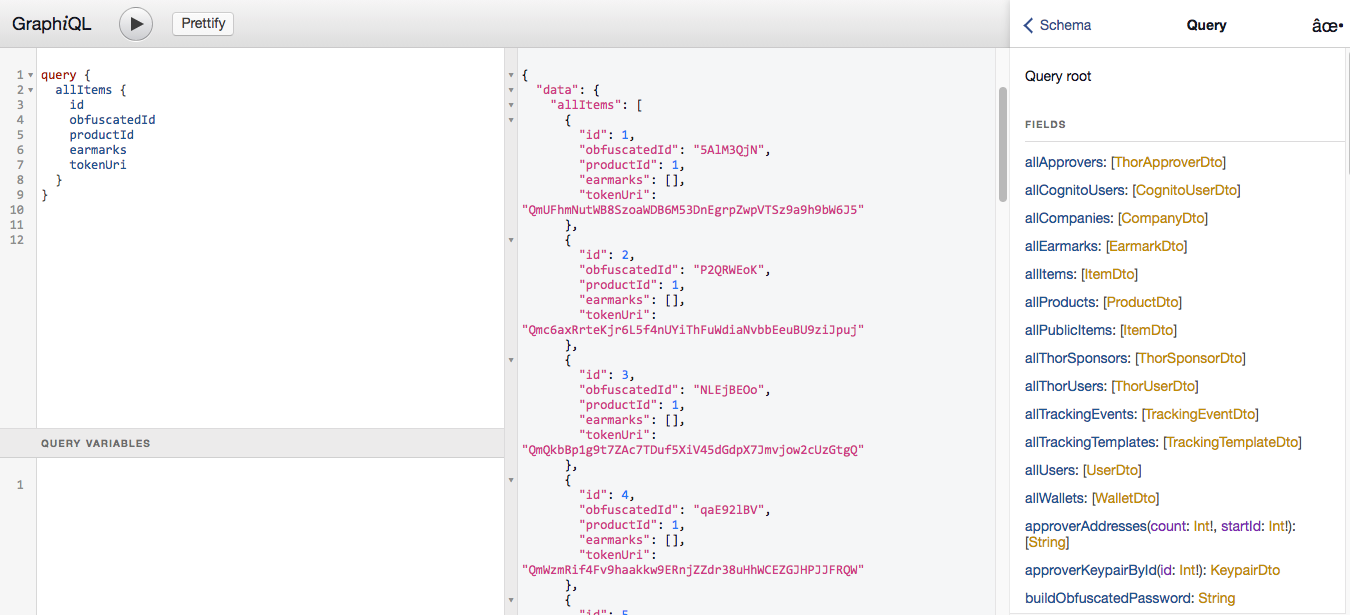 GraphiQL
Prettify
1 query {
2 allItems {
3 id
4 obfuscatedId
5 productId
6 earmarks
7 tokenUri
8 }
9 }
10
11
12
QUERY VARIABLES
1
{
"data": {
"allItems": [
{
"id": 1,
"obfuscatedId": "5AlM3QjN",
"productId": 1,
"earmarks": [],
"tokenUri":
"QmUFhmNutWB8SzoaWDB6M53DnEgrpZwpVTSz9a9h9bW6J5"
},
{
"id": 2,
"obfuscatedId": "P2QRWEoK",
"productId": 1,
"earmarks": [],
"tokenUri":
"Qmc6axRrteKjr6L5f4nUYiThFuWdiaNvbbEeuBU9ziJpuj"
},
{
"id": 3,
"obfuscatedId": "NLEjBEOo",
"productId": 1,
"earmarks": [],
"tokenUri":
"QmQkbBp1g9t7ZAc7TDuf5XiV45dGdpX7Jmvjow2cUzGtgQ"
},
{
"id": 4,
"obfuscatedId": "qaE92lBV",
"productId": 1,
"earmarks": [],
"tokenUri":
"QmWzmRif4Fv9haakkw9ERnjZZdr38uHhWCEZGJHPJJFRQW"
},
{
"id": 5,
Schema
Query
âœ•
Query root
FIELDS
allApprovers: [ThorApproverDto]
allCognitoUsers: [CognitoUserDto]
allCompanies: [CompanyDto]
allEarmarks: [EarmarkDto]
allItems: [ItemDto]
allProducts: [ProductDto]
allPublicItems: [ItemDto]
allThorSponsors: [ThorSponsorDto]
allThorUsers: [ThorUserDto]
allTrackingEvents: [TrackingEventDto]
allTrackingTemplates: [TrackingTemplateDto]
allUsers: [UserDto]
allWallets: [WalletDto]
approverAddresses(count: Int!, startId: Int!):
[String]
approverKeypairById(id: Int!): KeypairDto
buildObfuscatedPassword: String